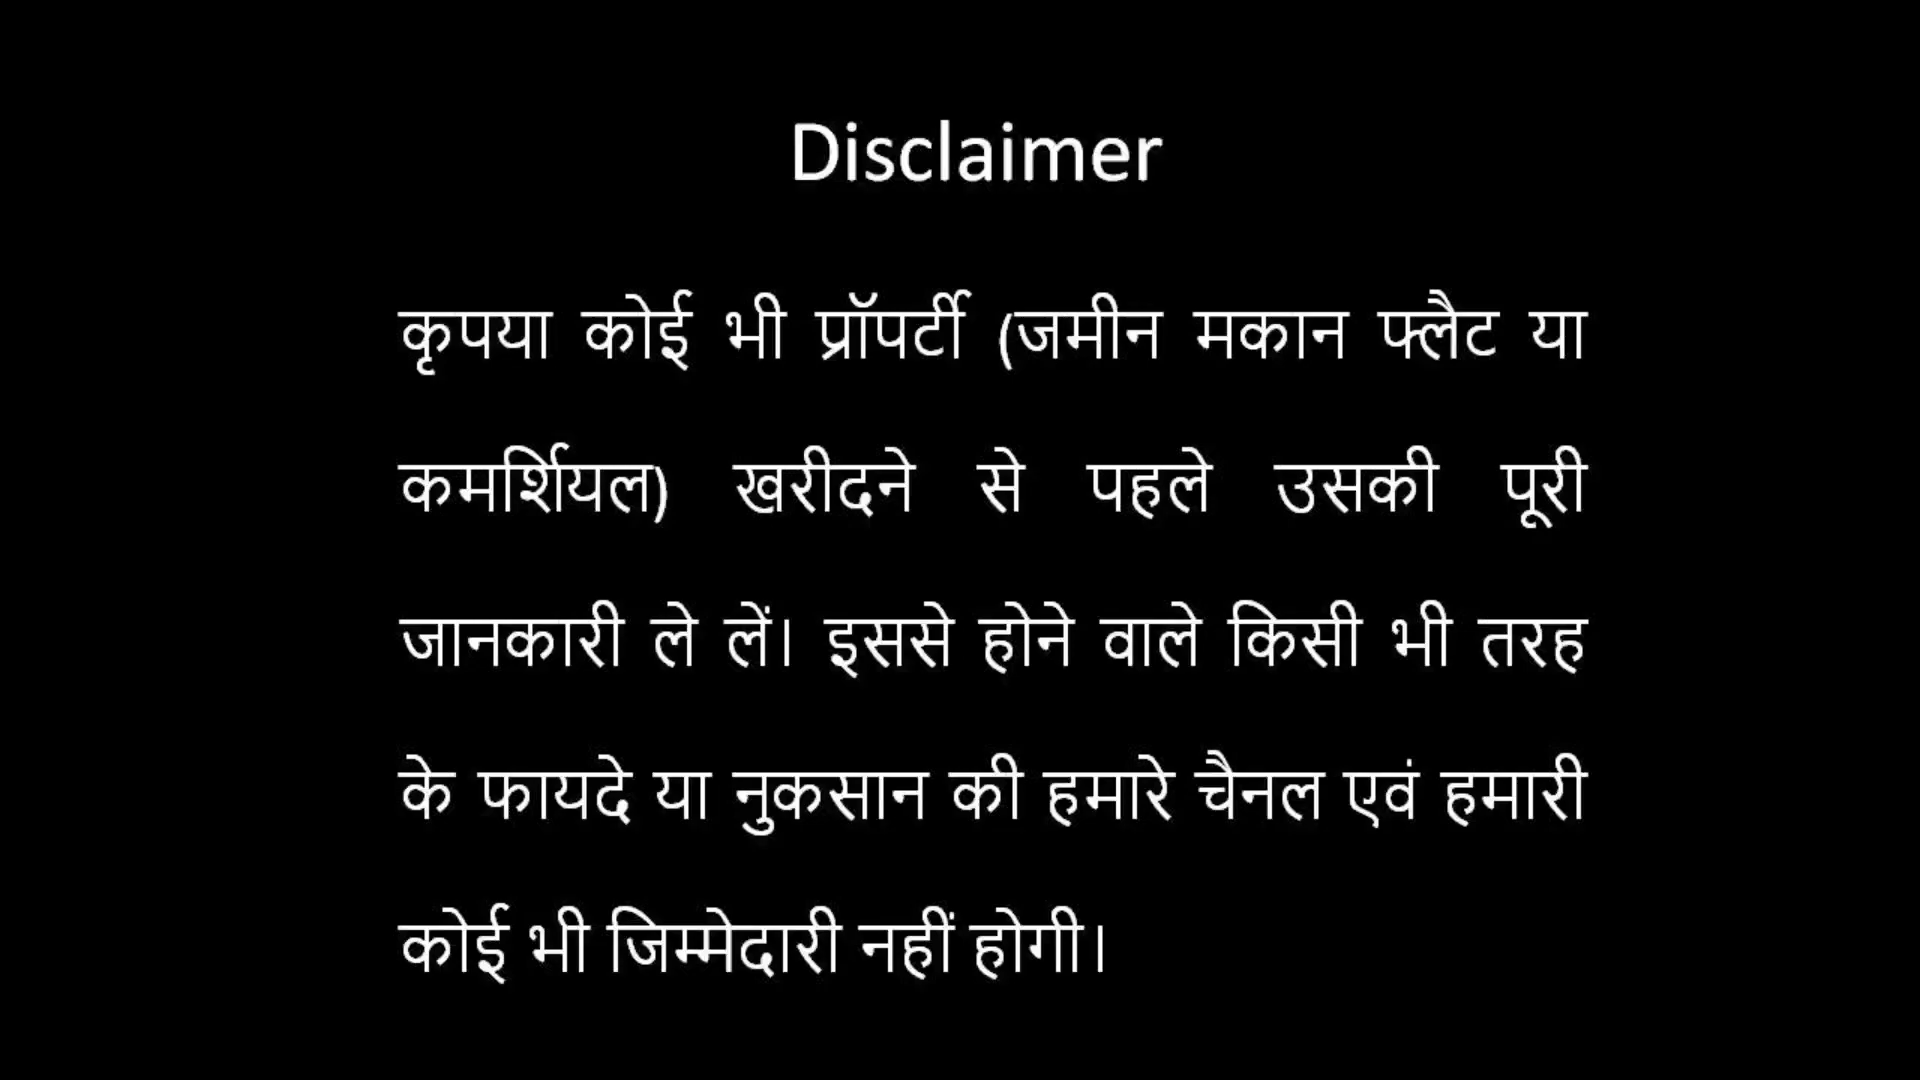 Disclaimer
कृपया कोई भी प्रॉपर्टी (जमीन मकान फ्लैट या
कमर्शियल) खरीदने से पहले उसकी पूरी
जानकारी ले लें। इससे होने वाले किसी भी तरह
के फायदे या नुकसान की हमारे चैनल एवं हमारी
कोई भी जिम्मेदारी नहीं होगी।